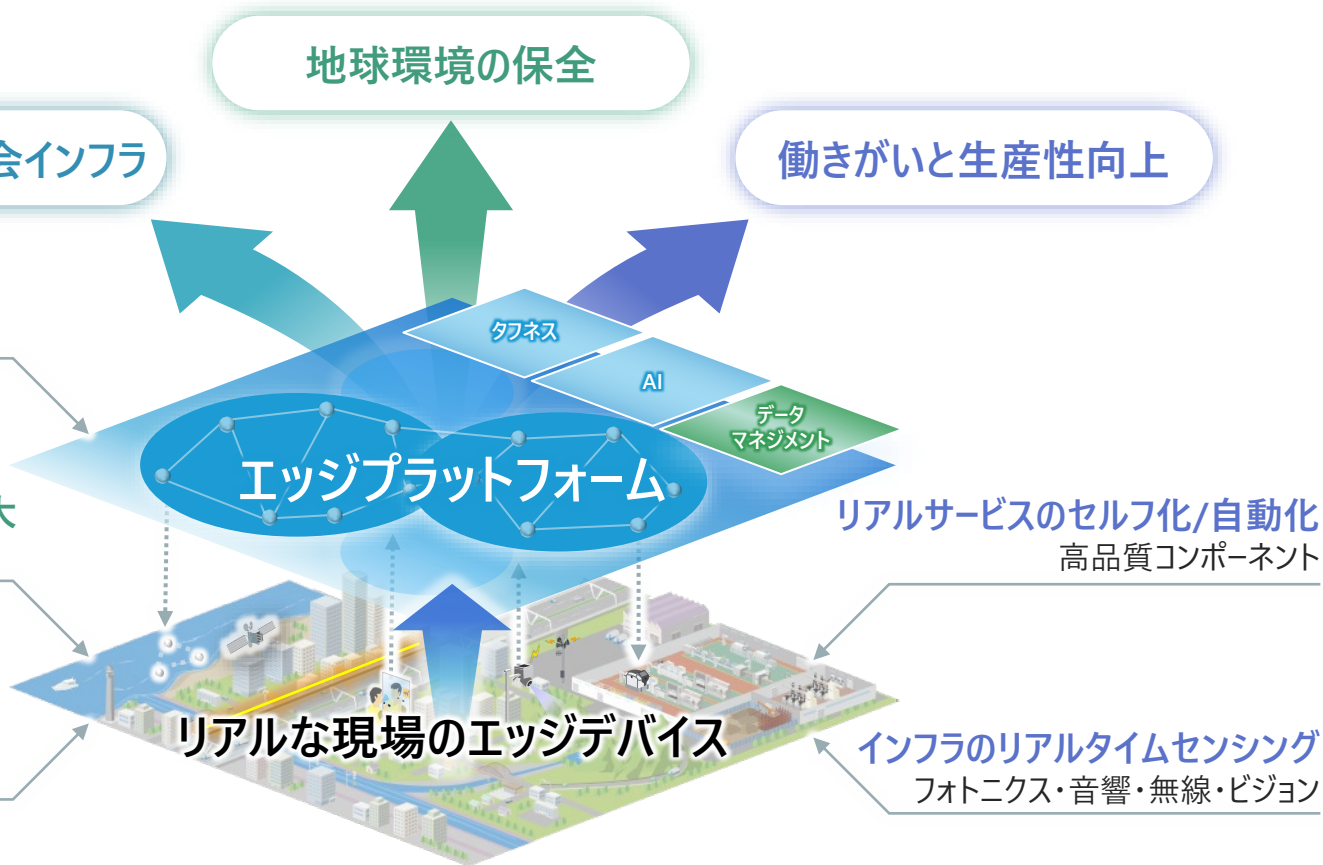 地球環境の保全
会インフラ
働きがいと生産性向上
タフネス
AI
データ
マネジメント
エッジプラットフォーム
大
リアルサービスのセルフ化/自動化
高品質コンポーネント
リアルな現場のエッジデバイス
インフラのリアルタイムセンシング
フォトニクス・音響・無線・ビジョン